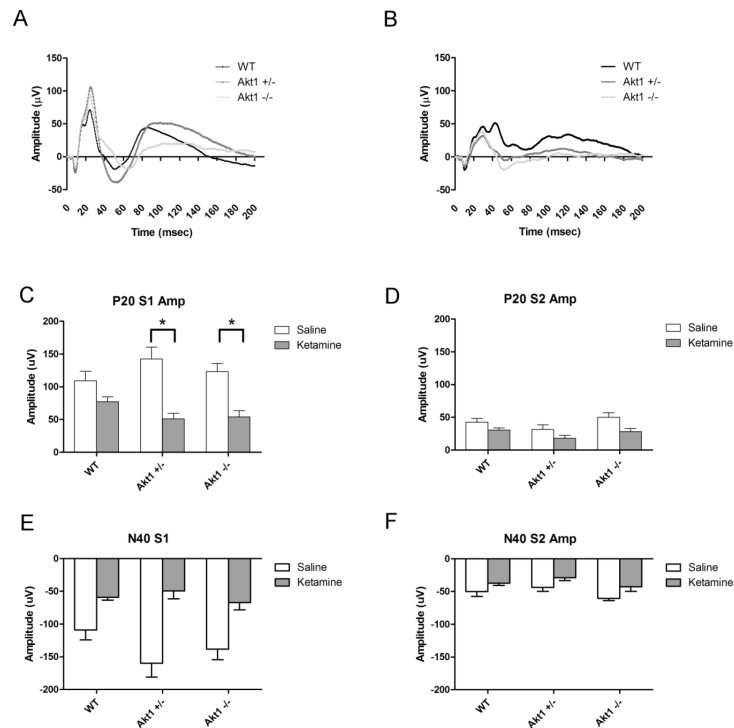 A
150
100
50
0
-50
Amplitude (μV)
WT
Akt1 +/-
Akt1 -/-
0
20
40
60
80
100
120
140
160
180
200
Time (msec)
B
150
100
50
0
-50
Amplitude (μV)
WT
Akt1 +/-
Akt1 -/-
0
20
40
60
80
100
120
140
160
180
200
Time (msec)
C
P20 S1 Amp
200
150
100
50
0
Amplitude (uV)
*
*
Saline
Ketamine
WT
Akt1 +/-
Akt1 -/-
D
P20 S2 Amp
200
150
100
50
0
Amplitude (uV)
Saline
Ketamine
WT
Akt1 +/-
Akt1 -/-
E
N40 S1
0
-50
-100
-150
-200
Amplitude (uV)
Saline
Ketamine
WT
Akt1 +/-
Akt1 -/-
F
N40 S2 Amp
0
-50
-100
-150
-200
Amplitude (uV)
Saline
Ketamine
WT
Akt1 +/-
Akt1 -/-